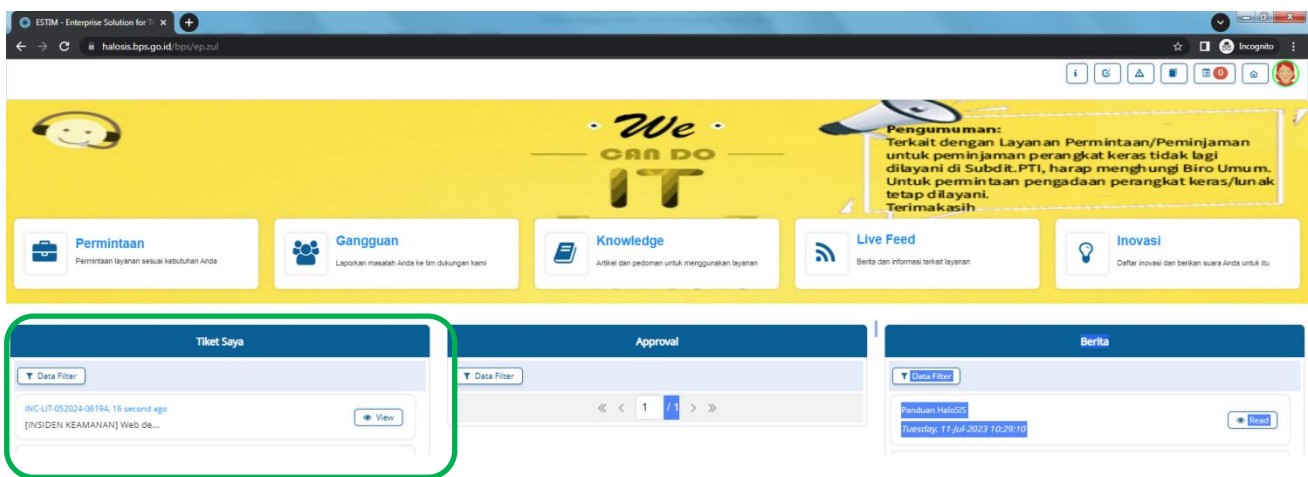 ESTIM - Enterprise Solution for T
halosis.bps.go.id/bps/ep.zul
Incognito
i
0
We
CAN DO
IT
Pengumuman:
Terkait dengan Layanan Permintaan/Peminjaman
untuk peminjaman perangkat keras tidak lagi
dilayani di Subdit.PTI, harap menghungi Biro Umum.
Untuk permintaan pengadaan perangkat keras/lunak
tetap dilayani.
Terimakasih
Permintaan
Permintaan layanan sesuai kebutuhan Anda
Gangguan
Laporkan masalah Anda ke tim dukungan kami
Knowledge
Artikel dan pedoman untuk menggunakan layanan
Live Feed
Berita dan informasi terkait layanan
Inovasi
Daftar inovasi dan berikan suara Anda untuk itu
Tiket Saya
Data Filter
INC-LIT-052024-06194. 16 second ago
[INSIDEN KEAMANAN] Web de...
View
Approval
Data Filter
1 / 1
Berita
Data Filter
Panduan HaloSIS
Tuesday, 11-Jul-2023 10:29:10
Read